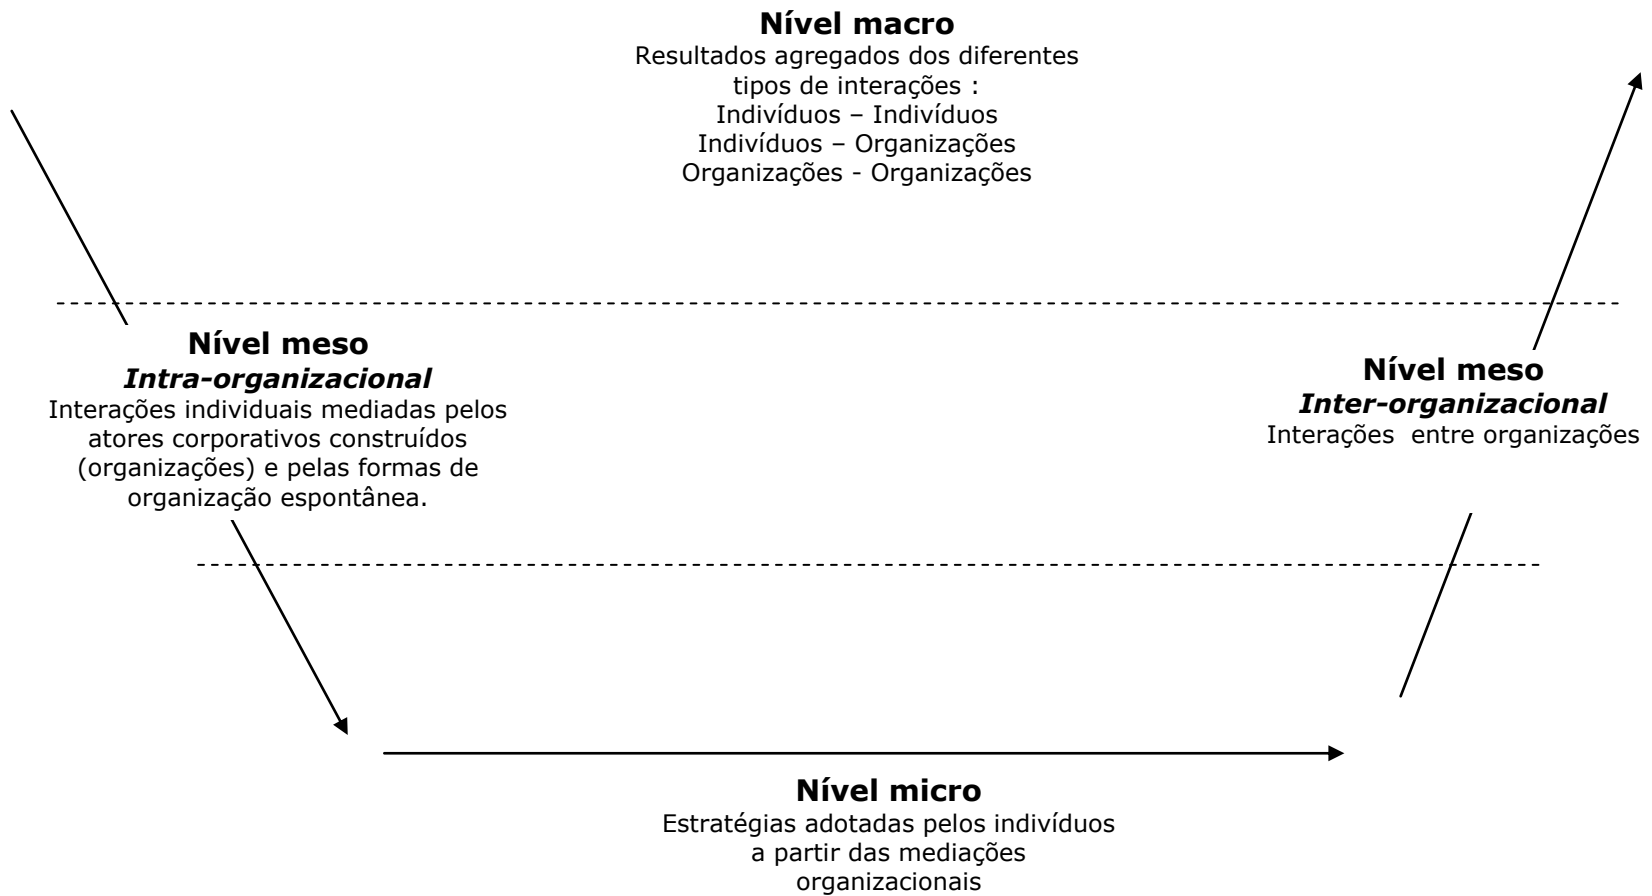 Nível macro
Resultados agregados dos diferentes
tipos de interações :
Indivíduos – Indivíduos
Indivíduos – Organizações
Organizações - Organizações
Nível meso
Intra-organizacional
Interações individuais mediadas pelos
atores corporativos construídos
(organizações) e pelas formas de
organização espontânea.
Nível meso
Inter-organizacional
Interações  entre organizações
Nível micro
Estratégias adotadas pelos indivíduos
a partir das mediações
organizacionais